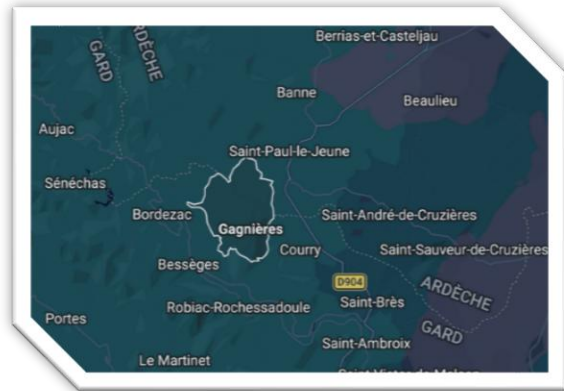 Berrias-et-Casteljau
GARD
ARDÈCHE
Banne
Beaulieu
Aujac
Saint-Paul-le-Jeune
Sénéchas
Bordezac
Gagnières
Saint-André-de-Cruzières
Courry
Saint-Sauveur-de-Cruzières
Bessèges
D904
ARDÈCHE
Robiac-Rochessadoule
Saint-Brès
GARD
Portes
Saint-Ambroix
Le Martinet